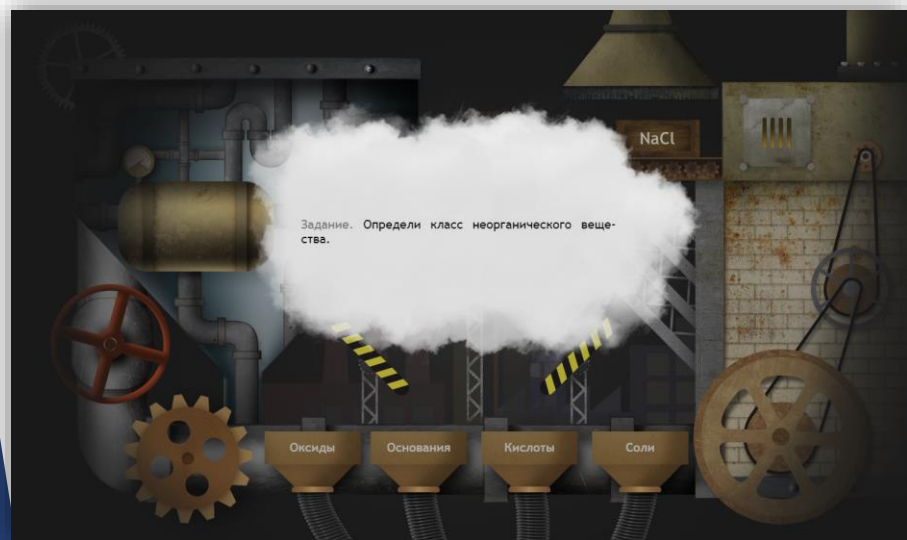 NaCl
Задание. Определи класс неорганического веще-
ства.
Оксиды Основания Кислоты Соли